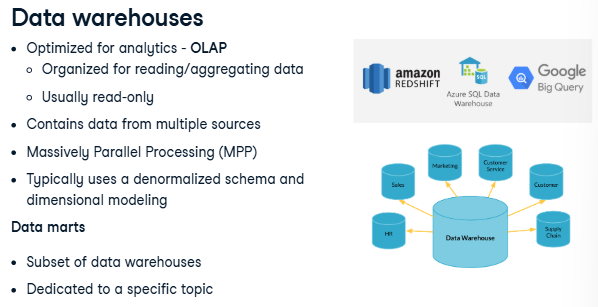 Data warehouses
• Optimized for analytics - OLAP
○ Organized for reading/aggregating data
○ Usually read-only
• Contains data from multiple sources
• Massively Parallel Processing (MPP)
• Typically uses a denormalized schema and
dimensional modeling
Data marts
• Subset of data warehouses
• Dedicated to a specific topic
amazon
REDSHIFT
SQL
Azure SQL Data
Warehouse
Google
Big Query
Marketing
Customer
Service
Sales
Customer
HR
Data Warehouse
Supply
Chain